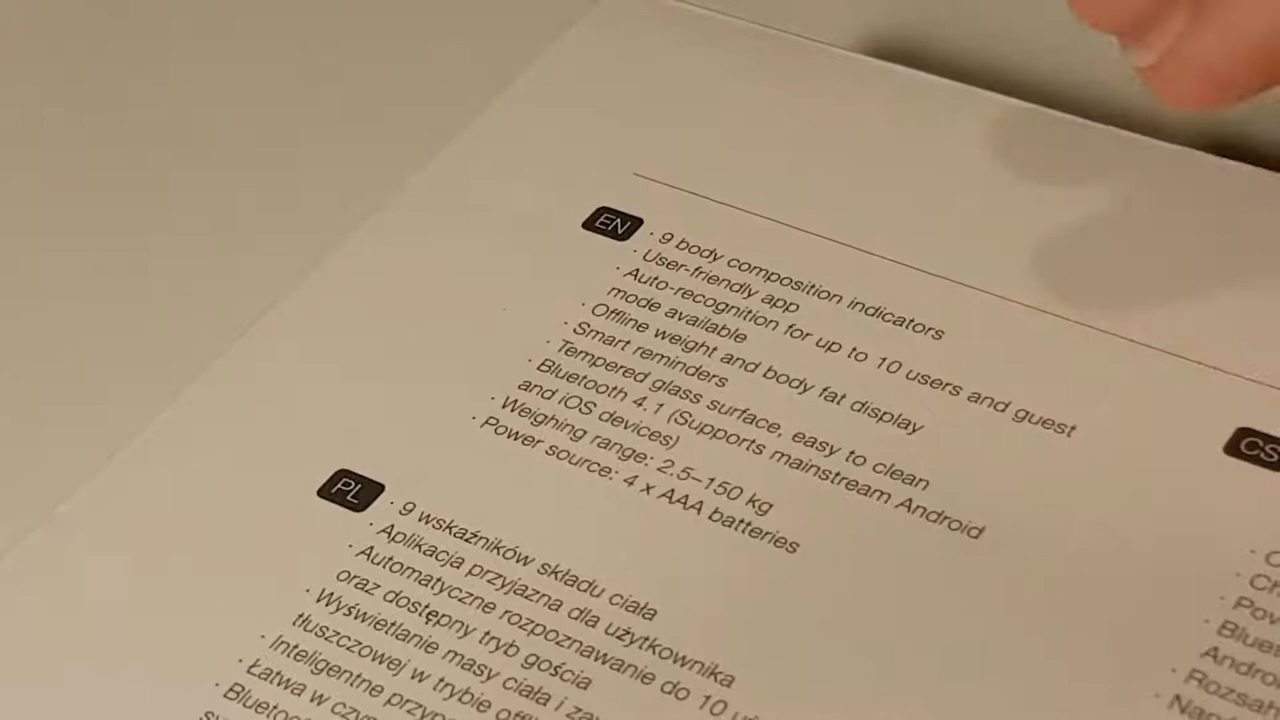 EN
· 9 body composition indicators
· User-friendly app
· Auto-recognition for up to 10 users and guest
mode available
· Offline weight and body fat display
· Smart reminders
· Tempered glass surface, easy to clean
· Bluetooth 4.1 (Supports mainstream Android
and iOS devices)
· Weighing range: 2.5–150 kg
· Power source: 4 x AAA batteries
PL
· 9 wskaźników składu ciała
· Aplikacja przyjazna dla użytkownika
· Automatyczne rozpoznawanie do 10
oraz dostępny tryb gościa
· Wyświetlanie masy ciała i
tłuszczowej w trybie
· Inteligentne
· Łatwa w
CS
· Rozsah